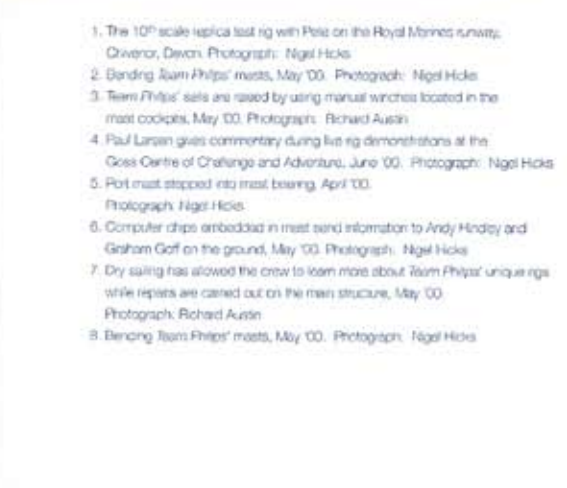 1. The 10th scale replica test rig with Pete on the Royal Marines runway,
Chivenor, Devon. Photograph: Nigel Hicks
2. Bending Team Philips' masts, May '00. Photograph: Nigel Hicks
3. Team Philips' sails are raised by using manual winches located in the
mast cockpits, May '00. Photograph: Richard Austin
4. Paul Larsen gives commentary during live rig demonstrations at the
Goss Centre of Challenge and Adventure, June '00. Photograph: Nigel Hicks
5. Port mast stepped into mast bearing, April '00.
Photograph: Nigel Hicks
6. Computer chips embedded in mast send information to Andy Hindley and
Graham Goff on the ground, May '00. Photograph: Nigel Hicks
7. Dry sailing has allowed the crew to learn more about Team Philips' unique rigs
while repairs are carried out on the main structure, May '00
Photograph: Richard Austin
8. Bending Team Philips' masts, May '00. Photograph: Nigel Hicks